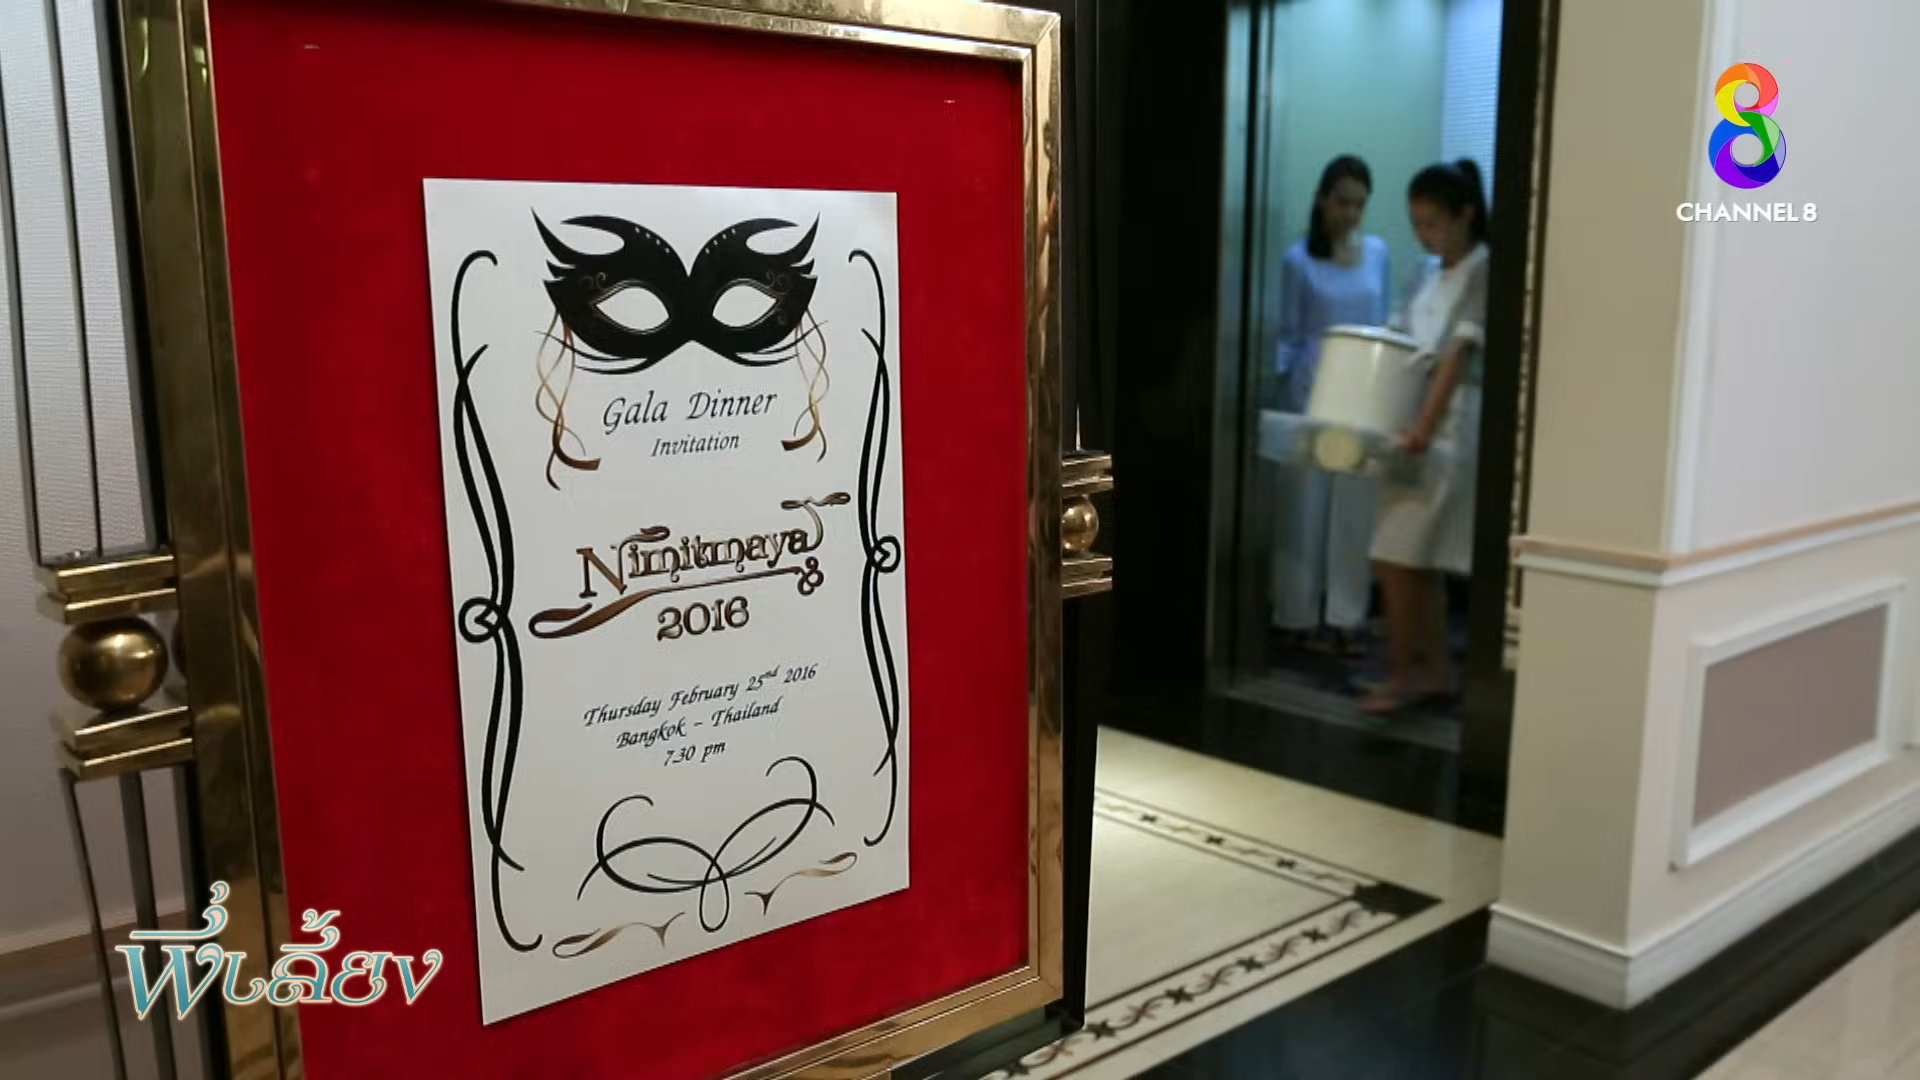 Gala Dinner
Invitation
Nimitmaya
2016
Thursday February 25nd 2016
Bangkok - Thailand
7.30 pm
8
CHANNEL 8
พี่เลี้ยง